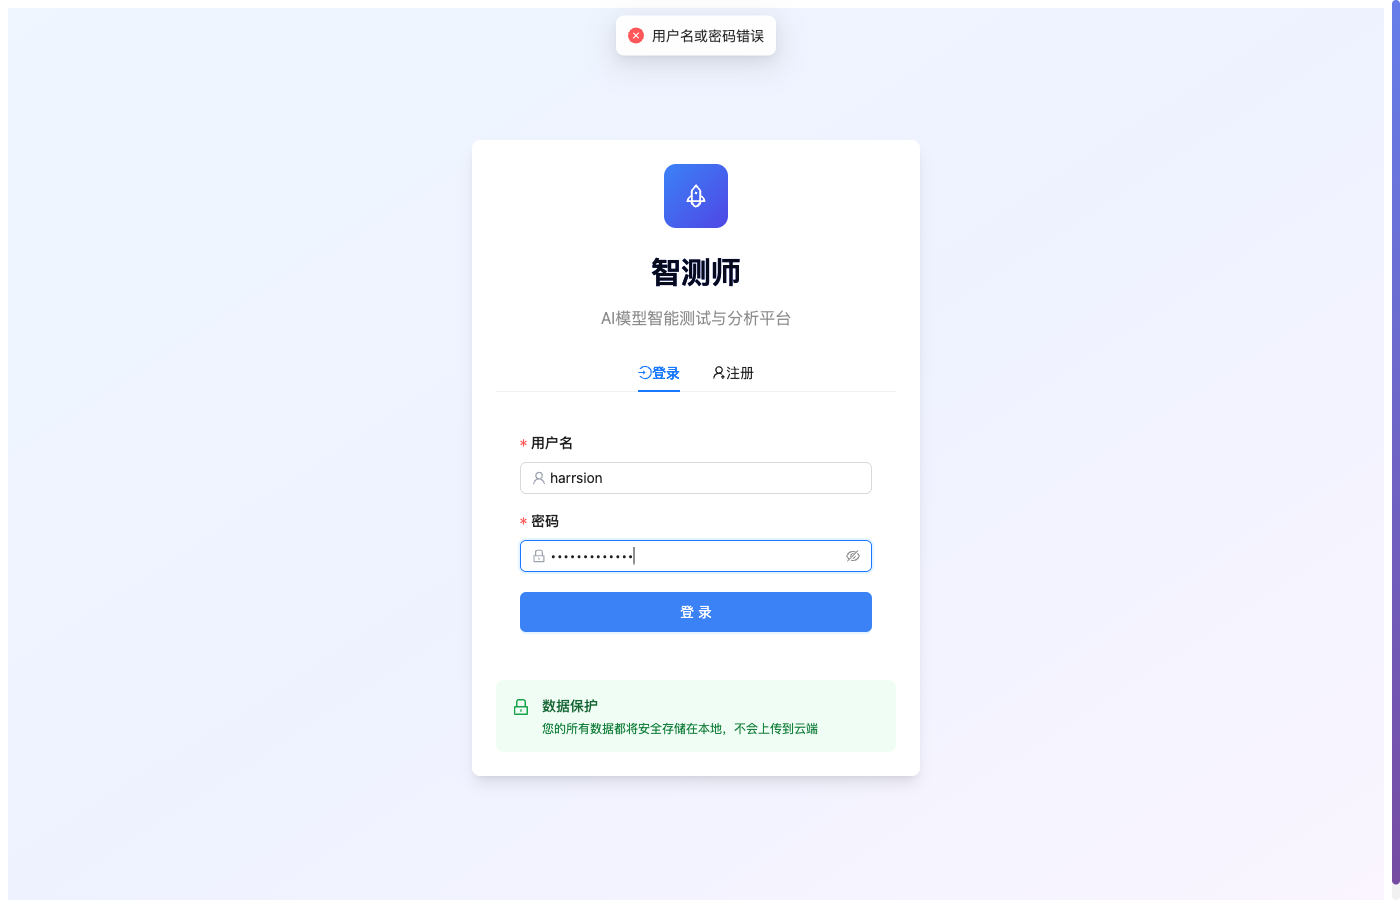 用户名或密码错误
智测师
AI模型智能测试与分析平台
登录
注册
* 用户名
harrsion
* 密码
•••••••••••••
登 录
数据保护
您的所有数据都将安全存储在本地，不会上传到云端